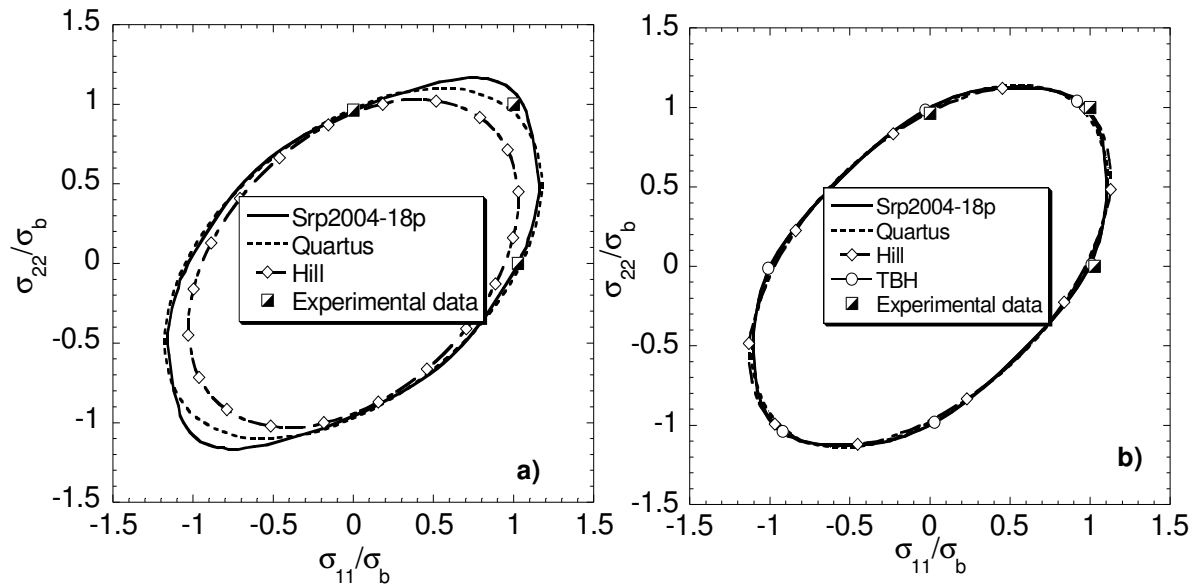 1.5
1
0.5
0
-0.5
-1
-1.5
σ22/σb
Srp2004-18p
Quartus
Hill
Experimental data
a)
-1.5 -1 -0.5 0 0.5 1 1.5
σ11/σb
1.5
1
0.5
0
-0.5
-1
-1.5
σ22/σb
Srp2004-18p
Quartus
Hill
TBH
Experimental data
b)
-1.5 -1 -0.5 0 0.5 1 1.5
σ11/σb